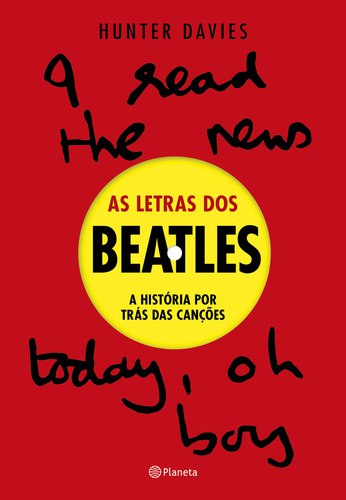 HUNTER DAVIES
I read
the news
AS LETRAS DOS
BEATLES
A HISTÓRIA POR
TRÁS DAS CANÇÕES
today, oh
boy
Planeta